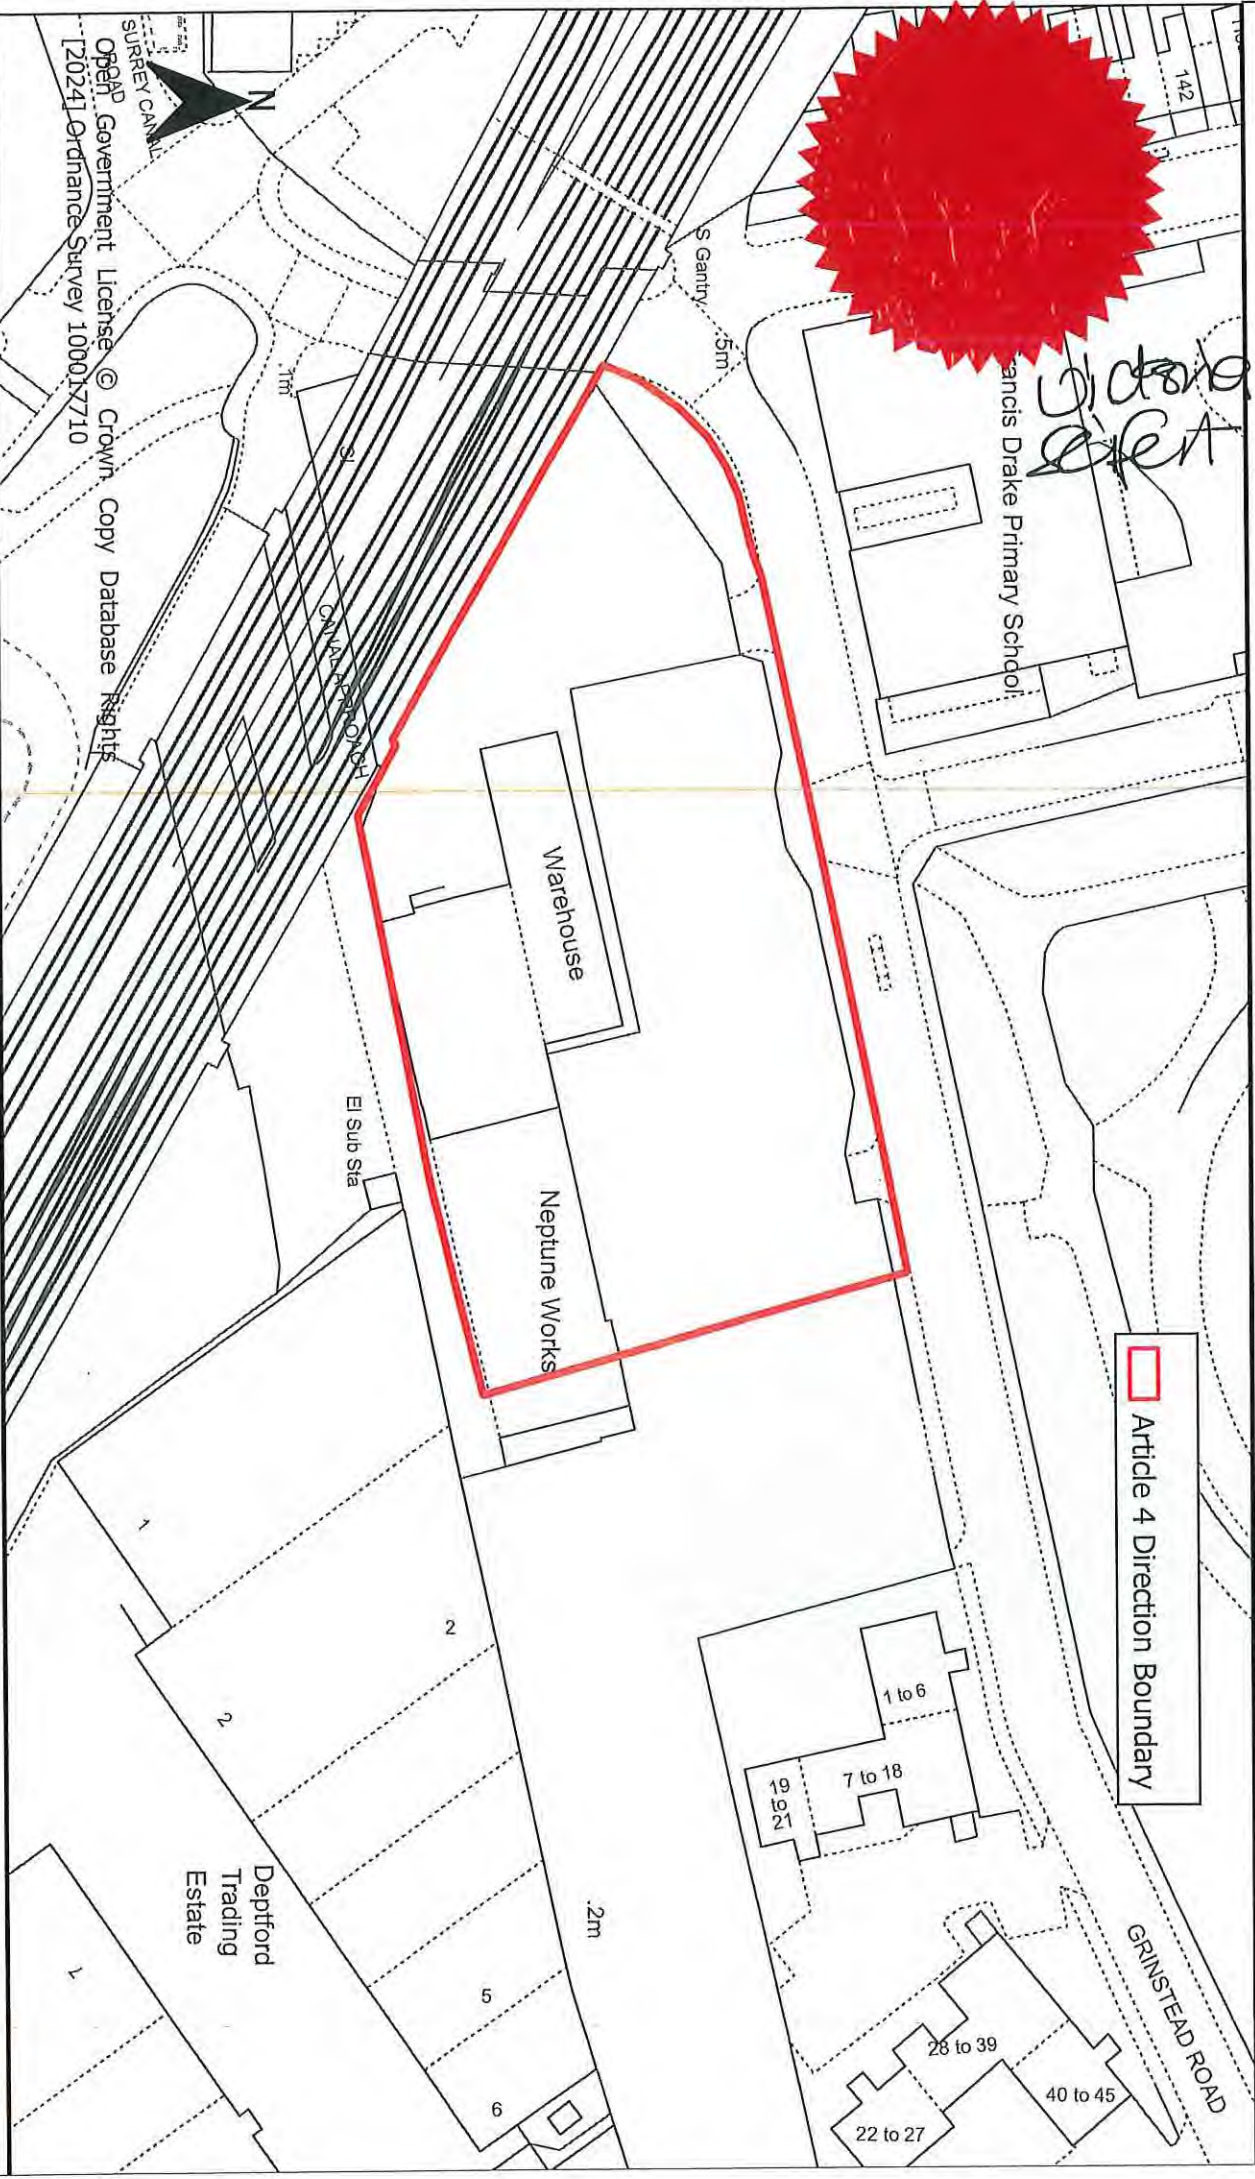 142
S Gantry
.5m
rancis Drake Primary School
SURREY CANAL
ROAD
N
Open Government License © Crown Copy Database Rights
[2024] Ordnance Survey 100017710
.1m
SL
CANAL APPROACH
Warehouse
Neptune Works
El Sub Sta
Article 4 Direction Boundary
GRINSTEAD ROAD
1 to 6
7 to 18
19
to
21
28 to 39
40 to 45
22 to 27
.2m
1
2
2
5
6
Deptford
Trading
Estate